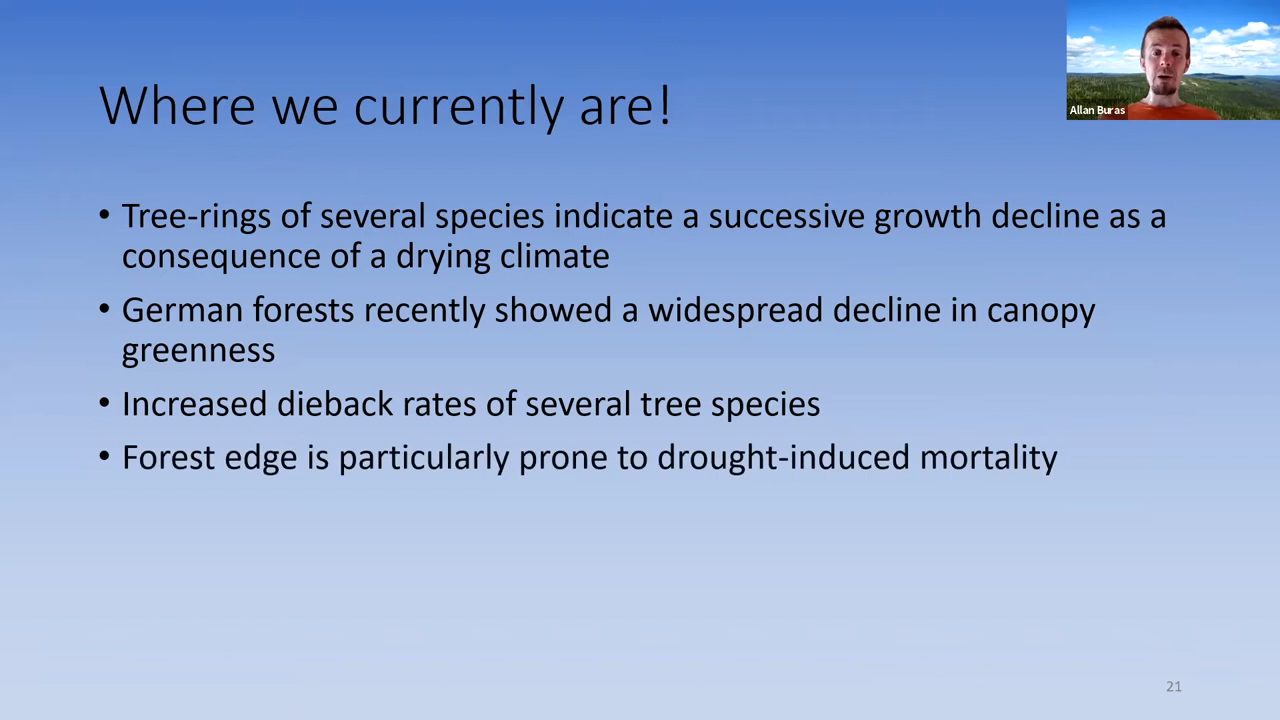 Where we currently are!
Allan Buras
• Tree-rings of several species indicate a successive growth decline as a
consequence of a drying climate
• German forests recently showed a widespread decline in canopy
greenness
• Increased dieback rates of several tree species
• Forest edge is particularly prone to drought-induced mortality
21